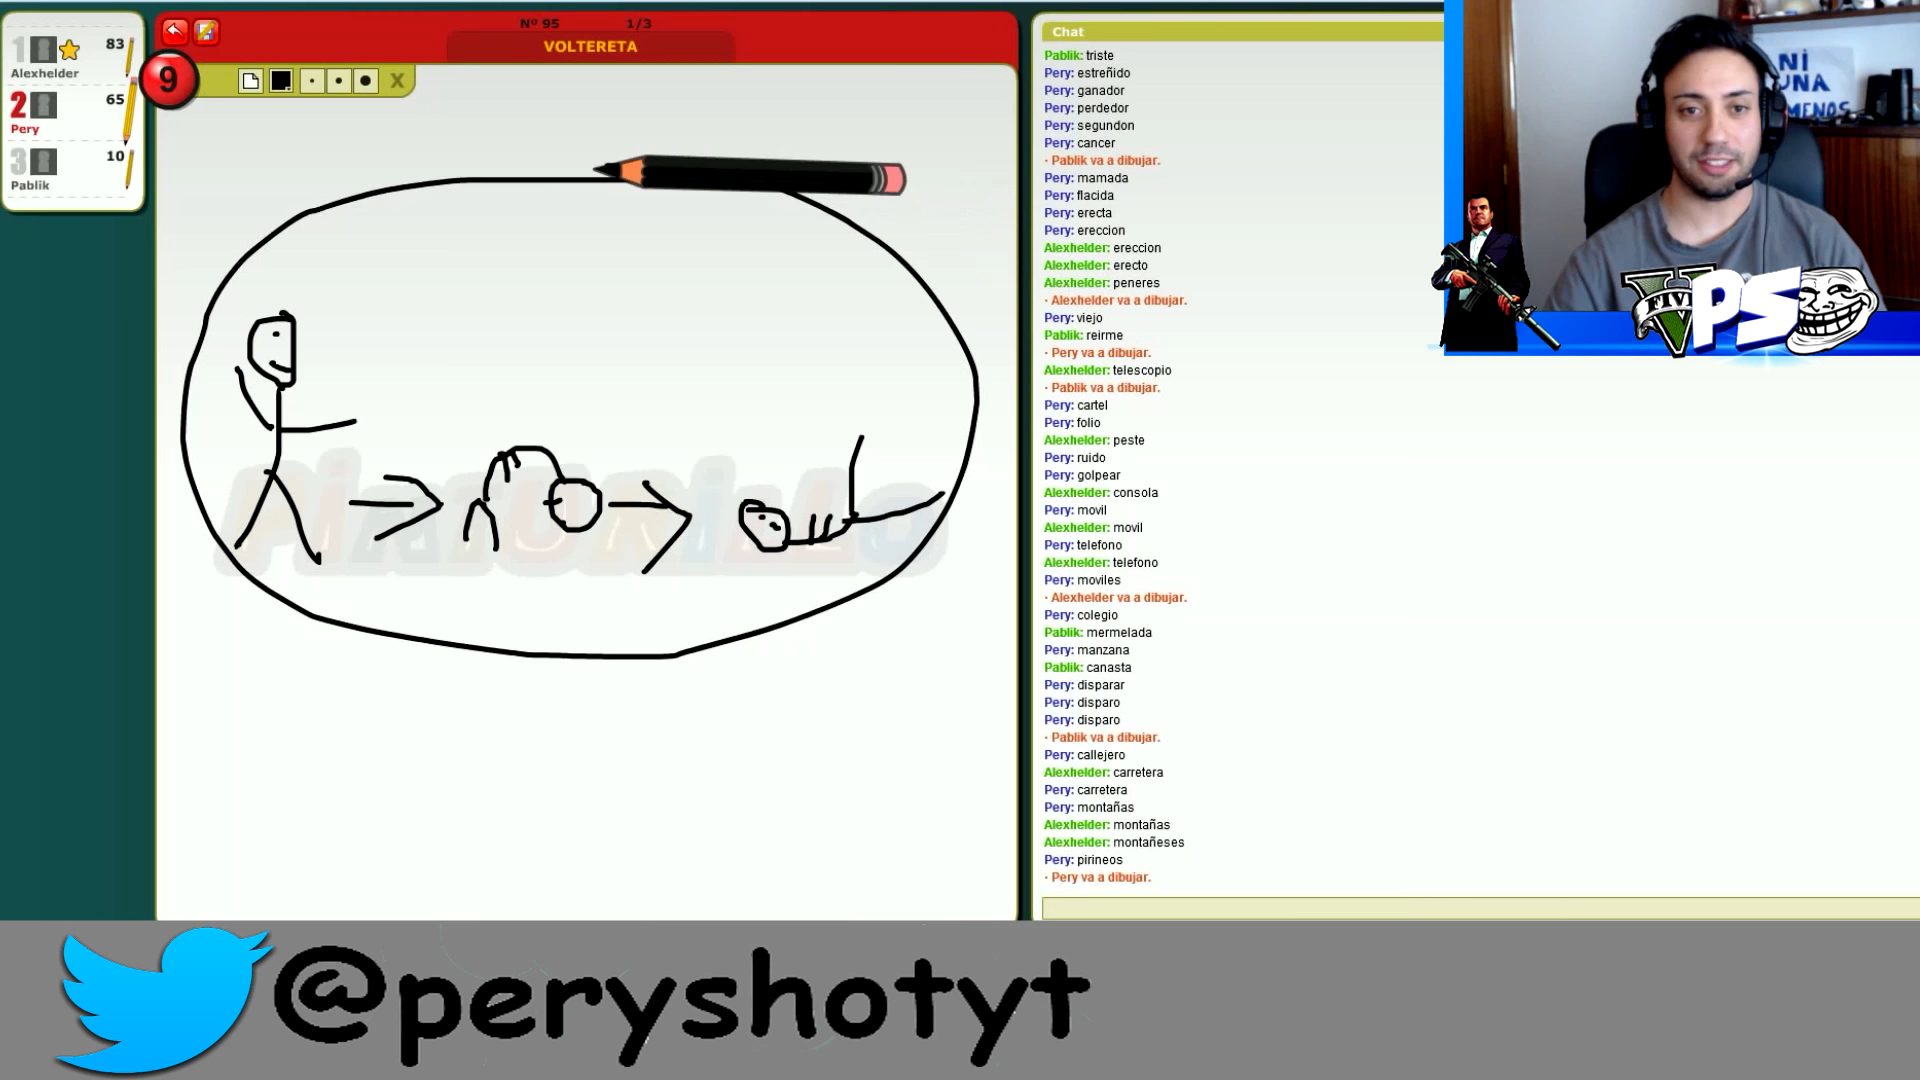 1
83
Alexhelder
2
65
Pery
3
10
Pablik
9
Nº 95
1/3
VOLTERETA
X
PiNTURiLLO
Chat
Pablik: triste
Pery: estreñido
Pery: ganador
Pery: perdedor
Pery: segundon
Pery: cancer
· Pablik va a dibujar.
Pery: mamada
Pery: flacida
Pery: erecta
Pery: ereccion
Alexhelder: ereccion
Alexhelder: erecto
Alexhelder: peneres
· Alexhelder va a dibujar.
Pery: viejo
Pablik: reirme
· Pery va a dibujar.
Alexhelder: telescopio
· Pablik va a dibujar.
Pery: cartel
Pery: folio
Alexhelder: peste
Pery: ruido
Pery: golpear
Alexhelder: consola
Pery: movil
Alexhelder: movil
Pery: telefono
Alexhelder: telefono
Pery: moviles
· Alexhelder va a dibujar.
Pery: colegio
Pablik: mermelada
Pery: manzana
Pablik: canasta
Pery: disparar
Pery: disparo
Pery: disparo
· Pablik va a dibujar.
Pery: callejero
Alexhelder: carretera
Pery: carretera
Pery: montañas
Alexhelder: montañas
Alexhelder: montañeses
Pery: pirineos
· Pery va a dibujar.
NI
UNA
MENOS
V
FIVE
PS
@peryshotyt